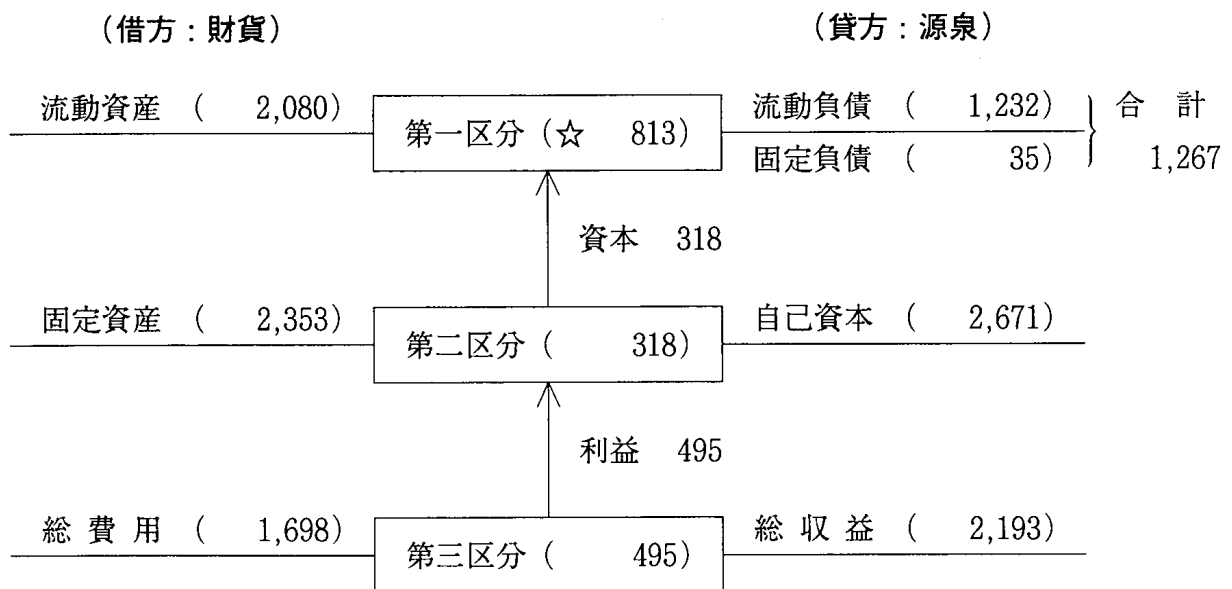 （借方：財貨） （貸方：源泉）
流動資産 （ 2,080） 第一区分（☆ 813） 流動負債 （ 1,232） 合 計
固定負債 （ 35） 1,267
資本 318
固定資産 （ 2,353） 第二区分（ 318） 自己資本 （ 2,671）
利益 495
総 費 用 （ 1,698） 第三区分（ 495） 総 収 益 （ 2,193）